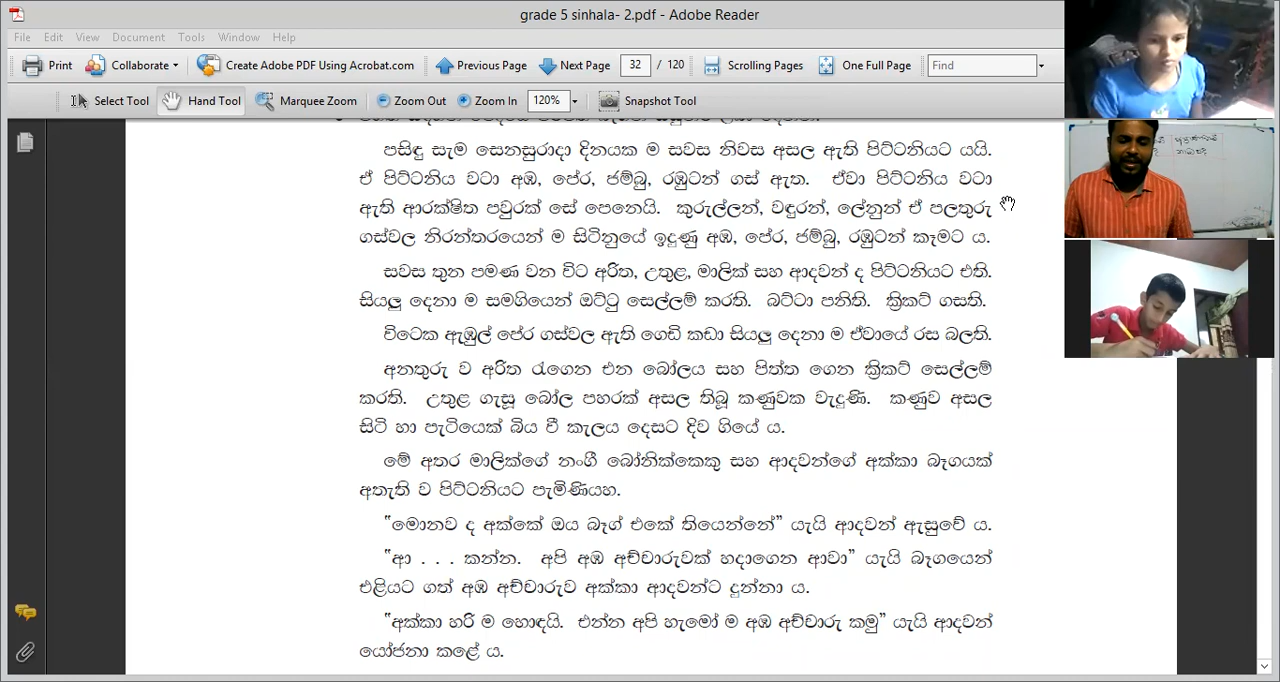 grade 5 sinhala- 2.pdf - Adobe Reader
File Edit View Document Tools Window Help
Print Collaborate Create Adobe PDF Using Acrobat.com Previous Page Next Page 32 / 120 Scrolling Pages One Full Page Find
Select Tool Hand Tool Marquee Zoom Zoom Out Zoom In 120% Snapshot Tool
පසිඳු සැම සෙනසුරාදා දිනයක ම සවස නිවස අසල ඇති පිට්ටනියට යයි.
ඒ පිට්ටනිය වටා අඹ, පේර, ජම්බු, රඹුටන් ගස් ඇත. ඒවා පිට්ටනිය වටා
ඇති ආරක්ෂිත පවුරක් සේ පෙනෙයි. කුරුල්ලන්, වඳුරන්, ලේනුන් ඒ පලතුරු
ගස්වල නිරන්තරයෙන් ම සිටිනුයේ ඉදුණු අඹ, පේර, ජම්බු, රඹුටන් කෑමට ය.
සවස තුන පමණ වන විට අරිත, උතුළ, මාලික් සහ ආදවන් ද පිට්ටනියට එති.
සියලු දෙනා ම සමගියෙන් ඔට්ටු සෙල්ලම් කරති. බට්ටා පනිති. ක්‍රිකට් ගසති.
විටෙක ඇඹුල් පේර ගස්වල ඇති ගෙඩි කඩා සියලු දෙනා ම ඒවායේ රස බලති.
අනතුරු ව අරිත රැගෙන එන බෝලය සහ පිත්ත ගෙන ක්‍රිකට් සෙල්ලම්
කරති. උතුළ ගැසූ බෝල පහරක් අසල තිබූ කණුවක වැදුණි. කණුව අසල
සිටි හා පැටියෙක් බිය වී කැලය දෙසට දිව ගියේ ය.
මේ අතර මාලික්ගේ නංගී බෝනික්කෙකු සහ ආදවන්ගේ අක්කා බෑගයක්
අතැති ව පිට්ටනියට පැමිණියහ.
“මොනව ද අක්කේ ඔය බෑග් එකේ තියෙන්නේ” යැයි ආදවන් ඇසුවේ ය.
“ආ . . . කන්න. අපි අඹ අච්චාරුවක් හදාගෙන ආවා” යැයි බෑගයෙන්
එළියට ගත් අඹ අච්චාරුව අක්කා ආදවන්ට දුන්නා ය.
“අක්කා හරි ම හොඳයි. එන්න අපි හැමෝ ම අඹ අච්චාරු කමු” යැයි ආදවන්
යෝජනා කළේ ය.